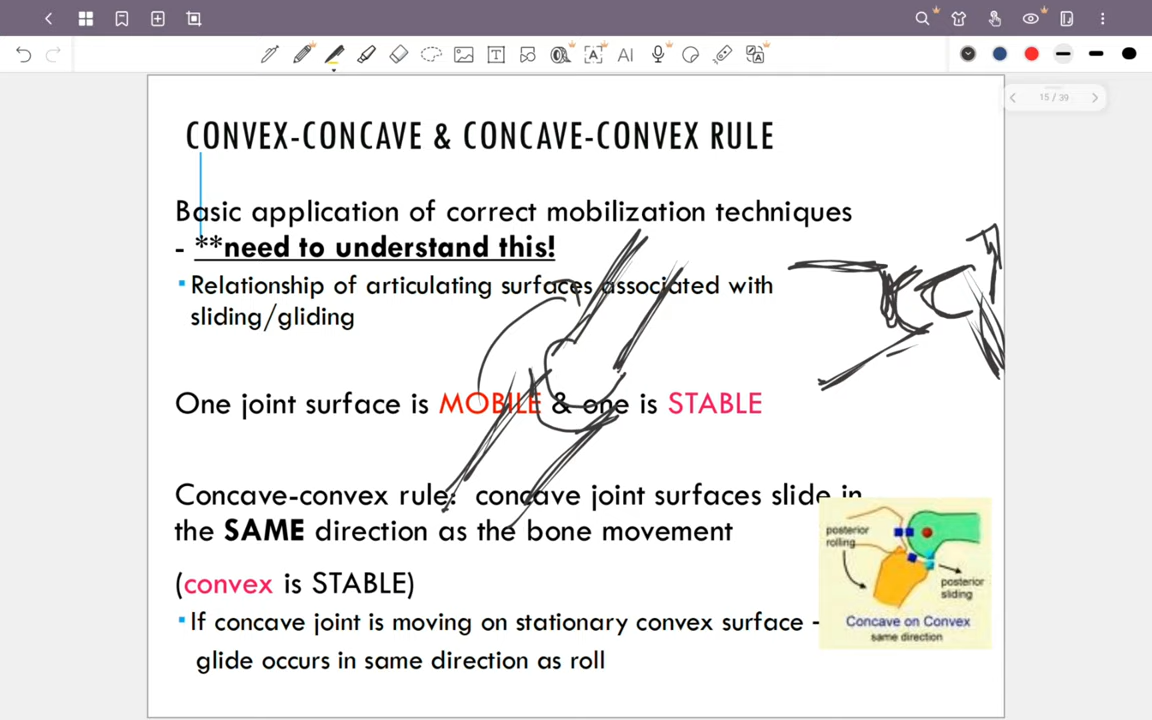 15 / 39
AI
CONVEX-CONCAVE & CONCAVE-CONVEX RULE
Basic application of correct mobilization techniques
- **need to understand this!
Relationship of articulating surfaces associated with
sliding/gliding
One joint surface is MOBILE & one is STABLE
Concave-convex rule: concave joint surfaces slide in
the SAME direction as the bone movement
(convex is STABLE)
If concave joint is moving on stationary convex surface -
glide occurs in same direction as roll
posterior
rolling
posterior
sliding
Concave on Convex
same direction